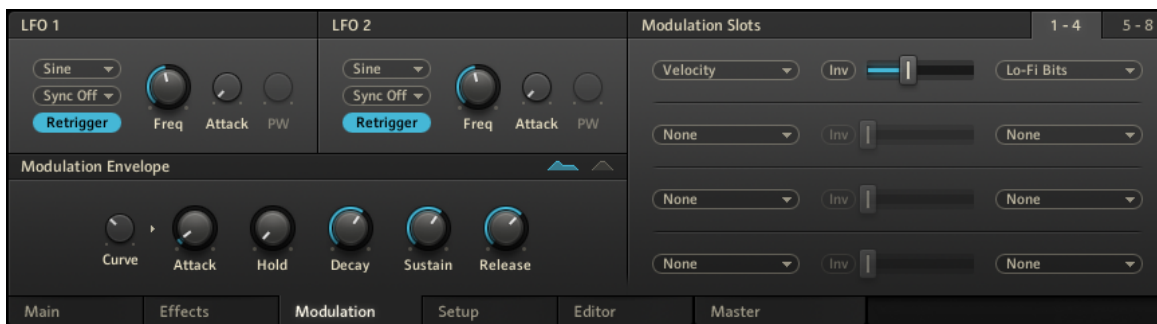 LFO 1
Sine
Sync Off
Retrigger
Freq Attack PW
LFO 2
Sine
Sync Off
Retrigger
Freq Attack PW
Modulation Envelope
Curve Attack Hold Decay Sustain Release
Modulation Slots 1 - 4 5 - 8
Velocity Inv Lo-Fi Bits
None Inv None
None Inv None
None Inv None
Main Effects Modulation Setup Editor Master